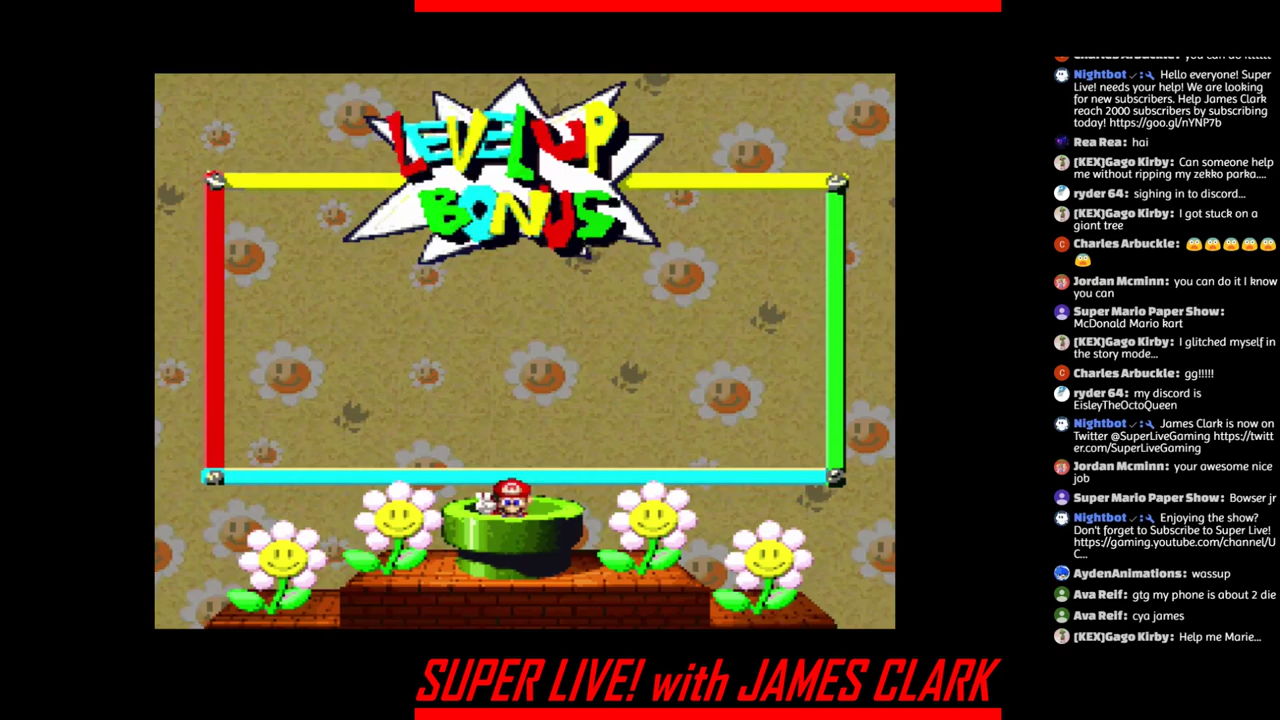 LEVEL UP
BONUS
SUPER LIVE! with JAMES CLARK
Nightbot: Hello everyone! Super
Live! needs your help! We are looking
for new subscribers. Help James Clark
reach 2000 subscribers by subscribing
today! https://goo.gl/nYNP7b
Rea Rea: hai
[KEX]Gago Kirby: Can someone help
me without ripping my zekko parka....
ryder 64: sighing in to discord...
[KEX]Gago Kirby: I got stuck on a
giant tree
Charles Arbuckle:
Jordan Mcminn: you can do it I know
you can
Super Mario Paper Show:
McDonald Mario kart
[KEX]Gago Kirby: I glitched myself in
the story mode...
Charles Arbuckle: gg!!!!!
ryder 64: my discord is
EisleyTheOctoQueen
Nightbot: James Clark is now on
Twitter @SuperLiveGaming https://twitt
er.com/SuperLiveGaming
Jordan Mcminn: your awesome nice
job
Super Mario Paper Show: Bowser jr
Nightbot: Enjoying the show?
Don't forget to Subscribe to Super Live!
https://gaming.youtube.com/channel/U
C...
AydenAnimations: wassup
Ava Reif: gtg my phone is about 2 die
Ava Reif: cya james
[KEX]Gago Kirby: Help me Marie...